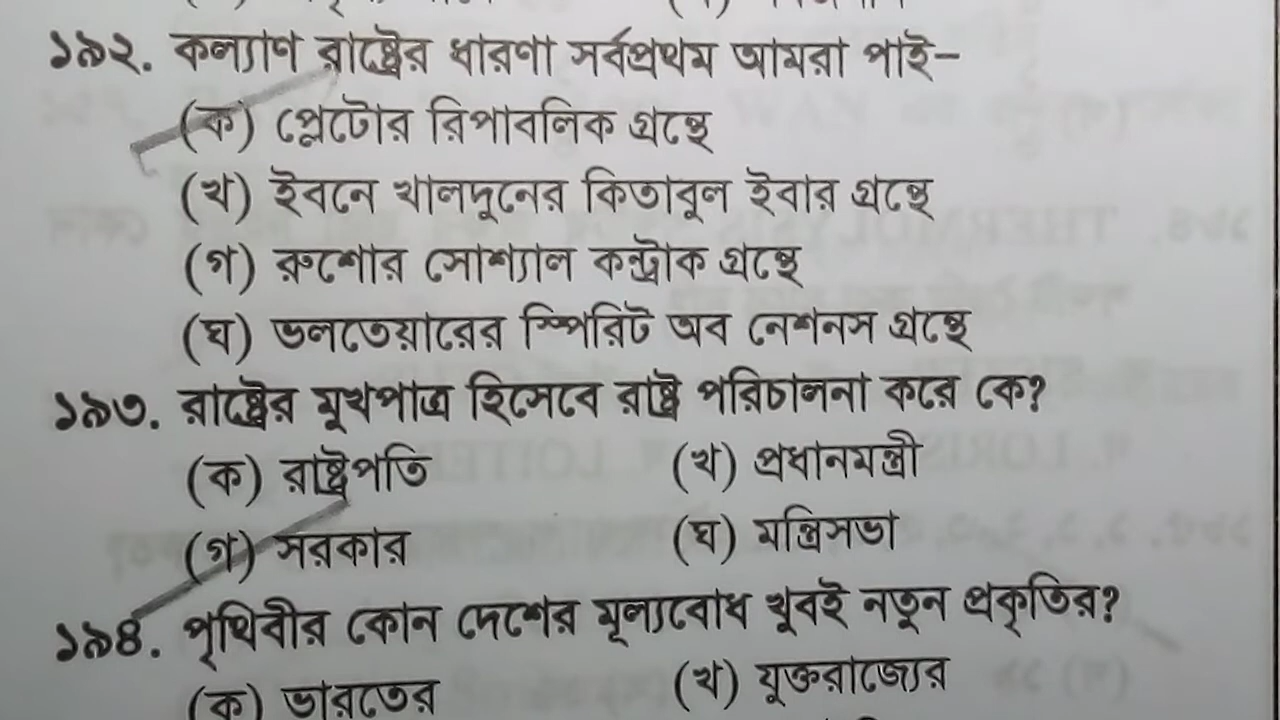 ১৯২. কল্যাণ রাষ্ট্রের ধারণা সর্বপ্রথম আমরা পাই-
(ক) প্লেটোর রিপাবলিক গ্রন্থে
(খ) ইবনে খালদুনের কিতাবুল ইবার গ্রন্থে
(গ) রুশোর সোশ্যাল কন্ট্রাক গ্রন্থে
(ঘ) ভলতেয়ারের স্পিরিট অব নেশনস গ্রন্থে
১৯৩. রাষ্ট্রের মুখপাত্র হিসেবে রাষ্ট্র পরিচালনা করে কে?
(ক) রাষ্ট্রপতি (খ) প্রধানমন্ত্রী
(গ) সরকার (ঘ) মন্ত্রিসভা
১৯৪. পৃথিবীর কোন দেশের মূল্যবোধ খুবই নতুন প্রকৃতির?
(ক) ভারতের (খ) যুক্তরাজ্যের